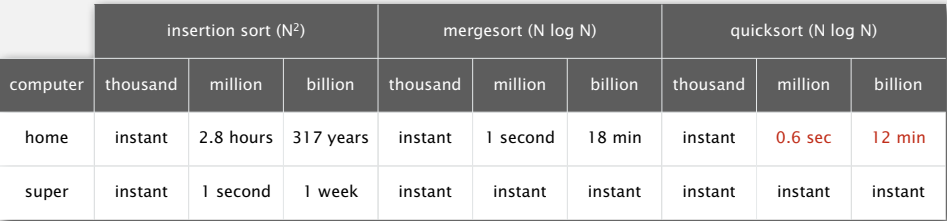 insertion sort (N²) mergesort (N log N) quicksort (N log N)
computer thousand million billion thousand million billion thousand million billion
home instant 2.8 hours 317 years instant 1 second 18 min instant 0.6 sec 12 min
super instant 1 second 1 week instant instant instant instant instant instant